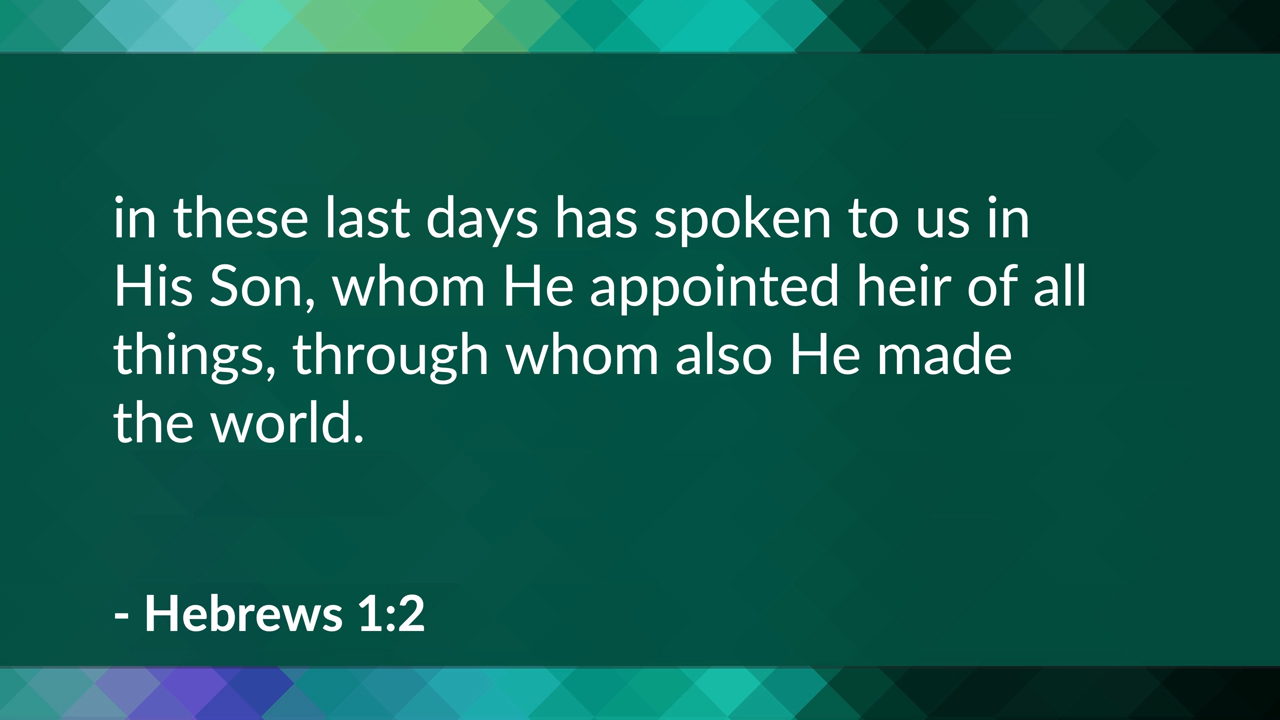 in these last days has spoken to us in
His Son, whom He appointed heir of all
things, through whom also He made
the world.
- Hebrews 1:2